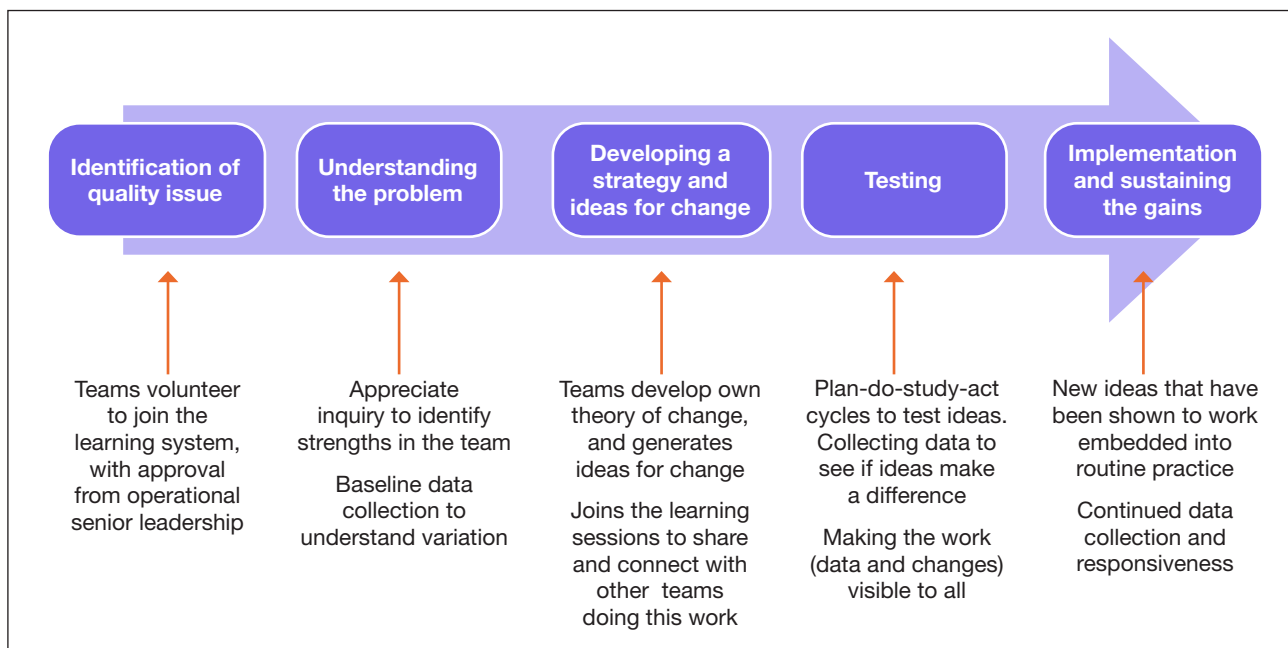 Identification of
quality issue
Understanding
the problem
Developing a
strategy and
ideas for change
Testing
Implementation
and sustaining
the gains
Teams volunteer
to join the
learning system,
with approval
from operational
senior leadership
Appreciate
inquiry to identify
strengths in the team
Baseline data
collection to
understand variation
Teams develop own
theory of change,
and generates
ideas for change
Joins the learning
sessions to share
and connect with
other teams
doing this work
Plan-do-study-act
cycles to test ideas.
Collecting data to
see if ideas make
a difference
Making the work
(data and changes)
visible to all
New ideas that have
been shown to work
embedded into
routine practice
Continued data
collection and
responsiveness